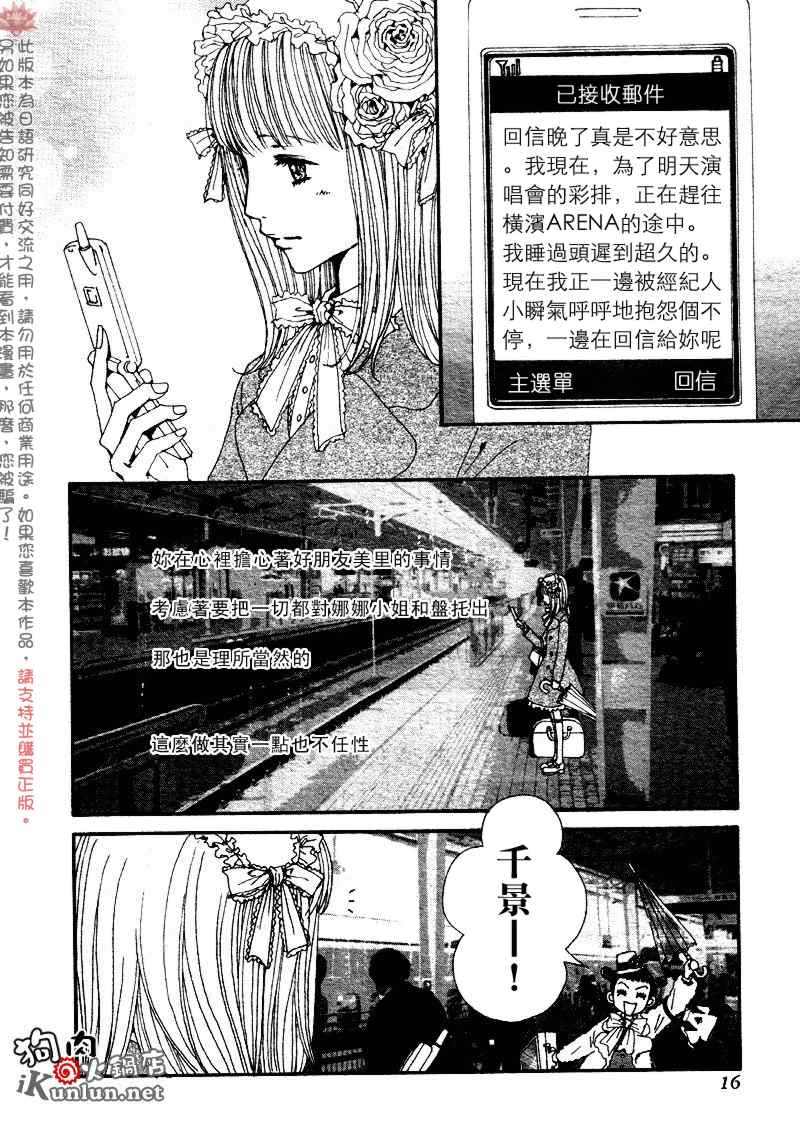 已接收郵件
回信晚了真是不好意思
。我現在，為了明天演
唱會的彩排，正在趕往
橫濱ARENA的途中。
我睡過頭遲到超久的。
現在我正一邊被經紀人
小瞬氣呼呼地抱怨個不
停，一邊在回信給妳呢
主選單 回信
妳在心裡擔心著好朋友美里的事情
考慮著要把一切都對娜娜小姐和盤托出
那也是理所當然的
這麼做其實一點也不任性
千景—！
此版本為日語研究同好交流之用，請勿用於任何商業用途。如果您喜歡本作品，請支持並購買正版。
另如果您被告知需要付費，才能看到本漫畫，那麼，您被騙了！
狗肉
火鍋店
iKunlun.net
16